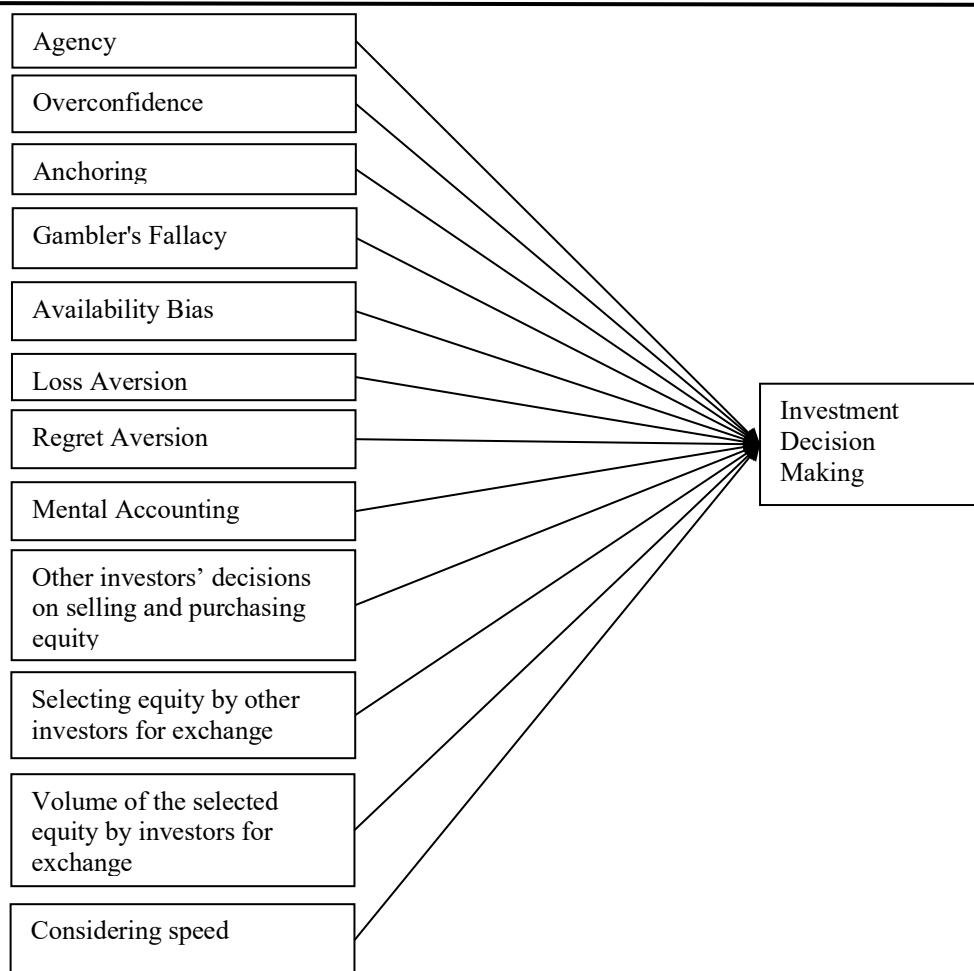 Agency
Overconfidence
Anchoring
Gambler's Fallacy
Availability Bias
Loss Aversion
Regret Aversion
Mental Accounting
Other investors’ decisions
on selling and purchasing
equity
Selecting equity by other
investors for exchange
Volume of the selected
equity by investors for
exchange
Considering speed
Investment
Decision
Making